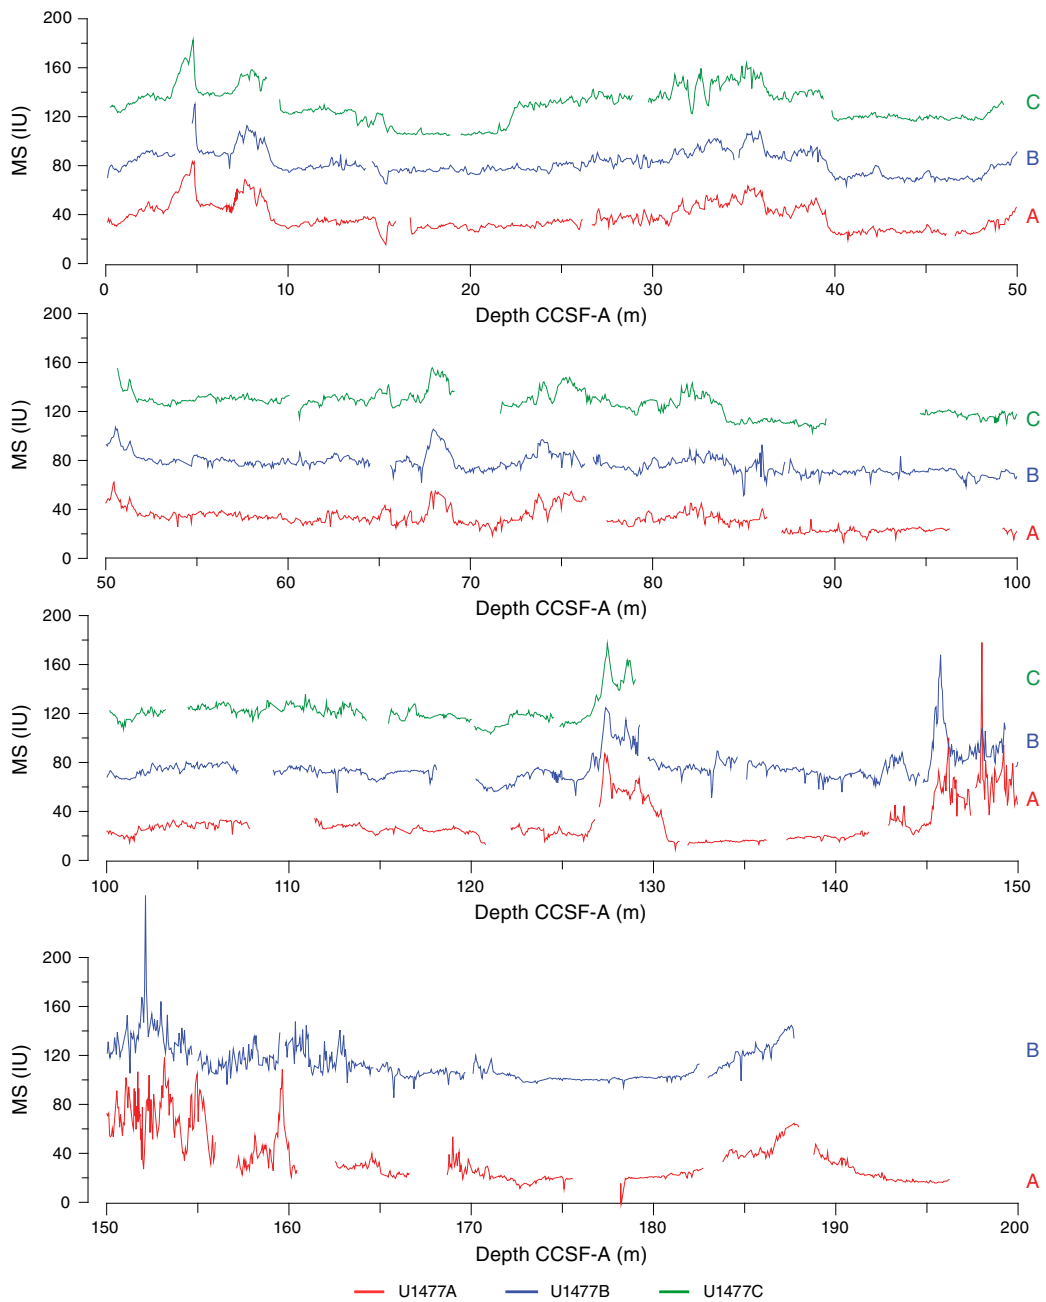 200
160
120
80
40
0
MS (IU)
C
B
A
0 10 20 30 40 50
Depth CCSF-A (m)
200
160
120
80
40
0
MS (IU)
C
B
A
50 60 70 80 90 100
Depth CCSF-A (m)
200
160
120
80
40
0
MS (IU)
C
B
A
100 110 120 130 140 150
Depth CCSF-A (m)
200
160
120
80
40
0
MS (IU)
B
A
150 160 170 180 190 200
Depth CCSF-A (m)
U1477A U1477B U1477C